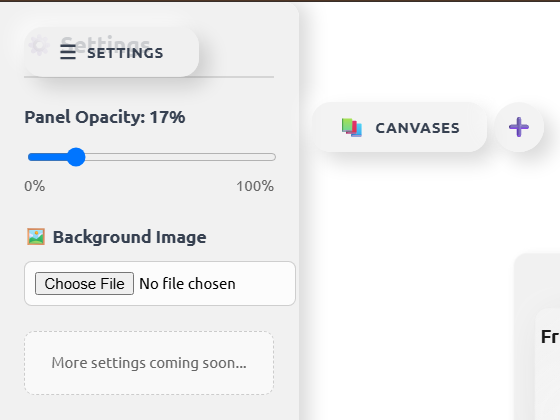 Settings
☰ SETTINGS
Panel Opacity: 17%
CANVASES
0% 100%
Background Image
Choose File No file chosen
Fr
More settings coming soon...